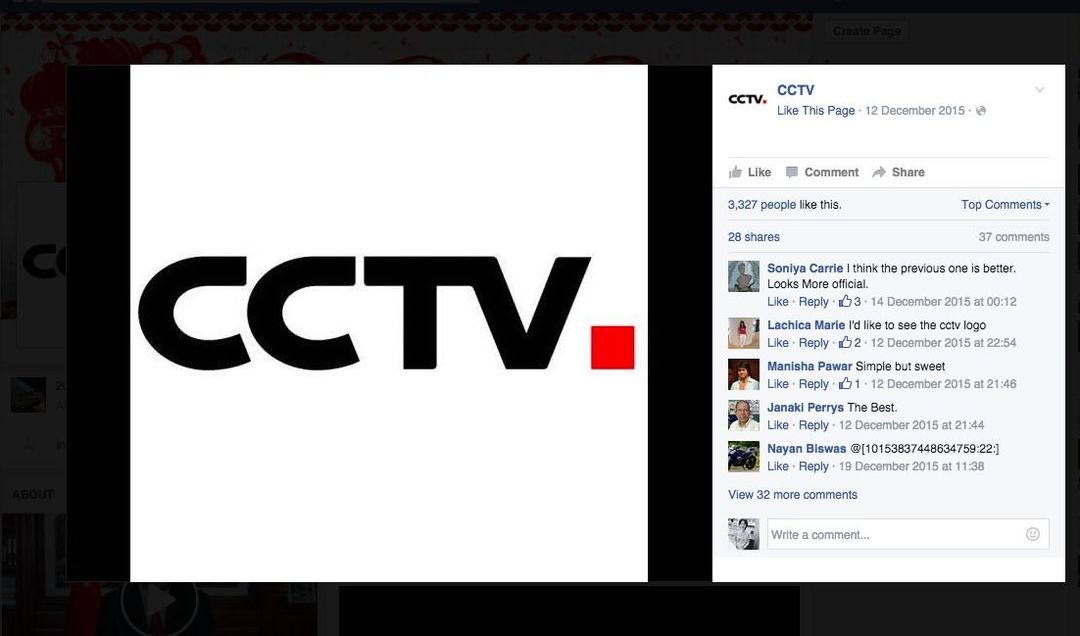 Create Page
CCTV.
CCTV.
CCTV
Like This Page · 12 December 2015 ·
Like Comment Share
3,327 people like this.
Top Comments
28 shares
37 comments
Soniya Carrie I think the previous one is better.
Looks More official.
Like · Reply · 3 · 14 December 2015 at 00:12
Lachica Marie I'd like to see the cctv logo
Like · Reply · 2 · 12 December 2015 at 22:54
Manisha Pawar Simple but sweet
Like · Reply · 1 · 12 December 2015 at 21:46
Janaki Perrys The Best.
Like · Reply · 12 December 2015 at 21:44
Nayan Biswas @[10153837448634759:22:]
Like · Reply · 19 December 2015 at 11:38
View 32 more comments
Write a comment...
ABOUT